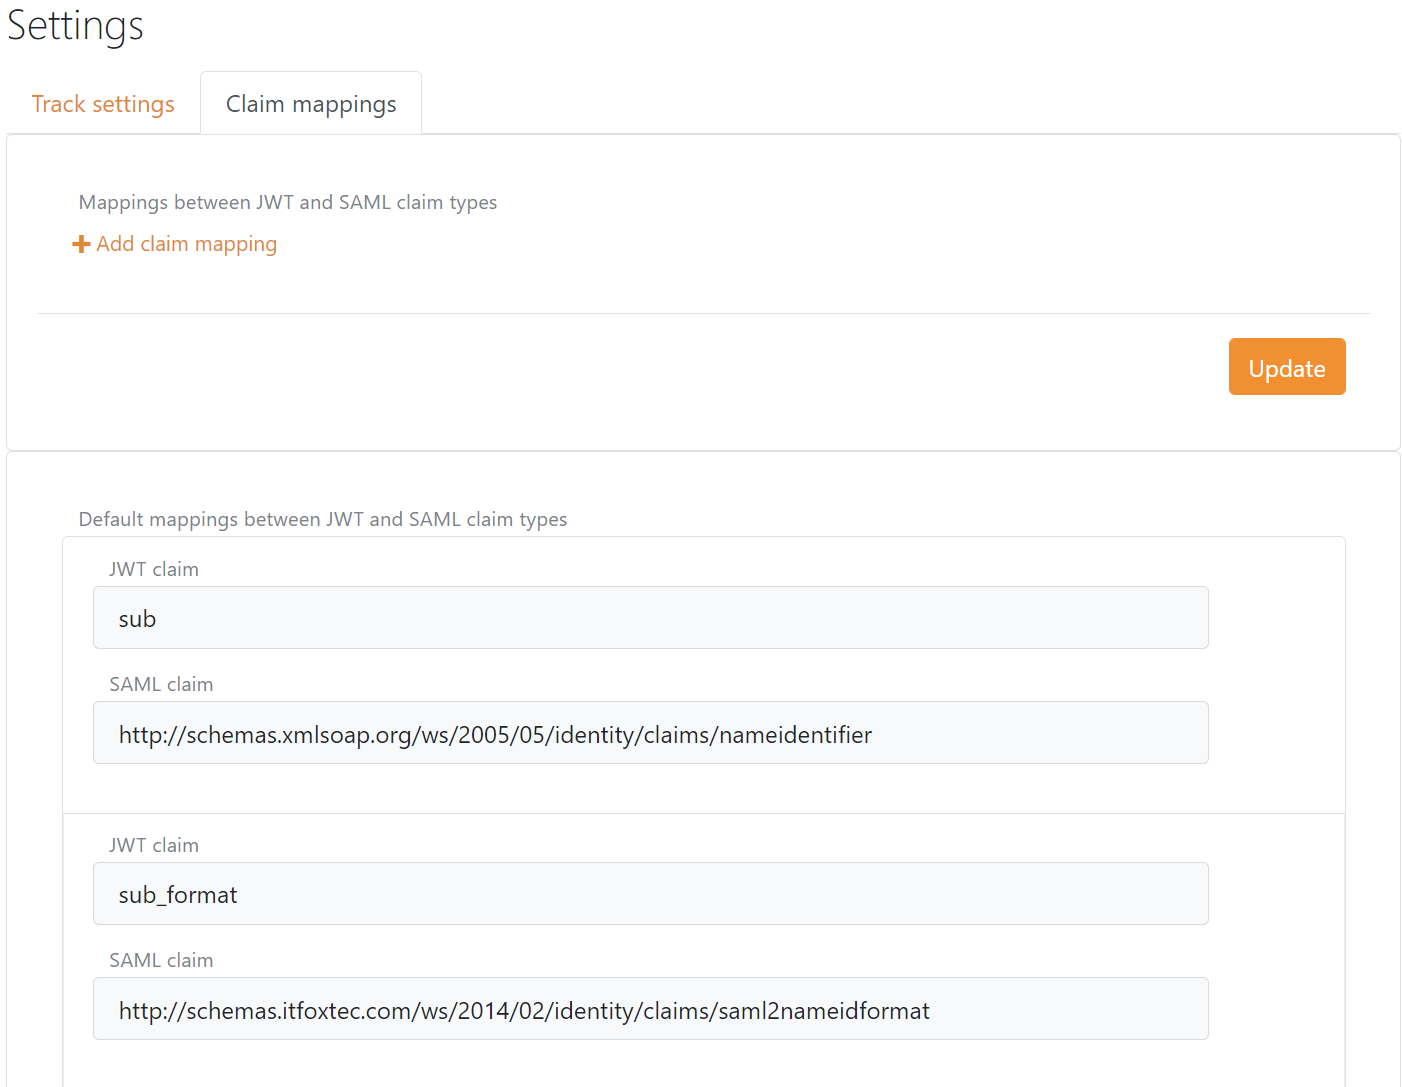 Settings
Track settings
Claim mappings
Mappings between JWT and SAML claim types
Add claim mapping
Update
Default mappings between JWT and SAML claim types
JWT claim
sub
SAML claim
http://schemas.xmlsoap.org/ws/2005/05/identity/claims/nameidentifier
JWT claim
sub_format
SAML claim
http://schemas.itfoxtec.com/ws/2014/02/identity/claims/saml2nameidformat